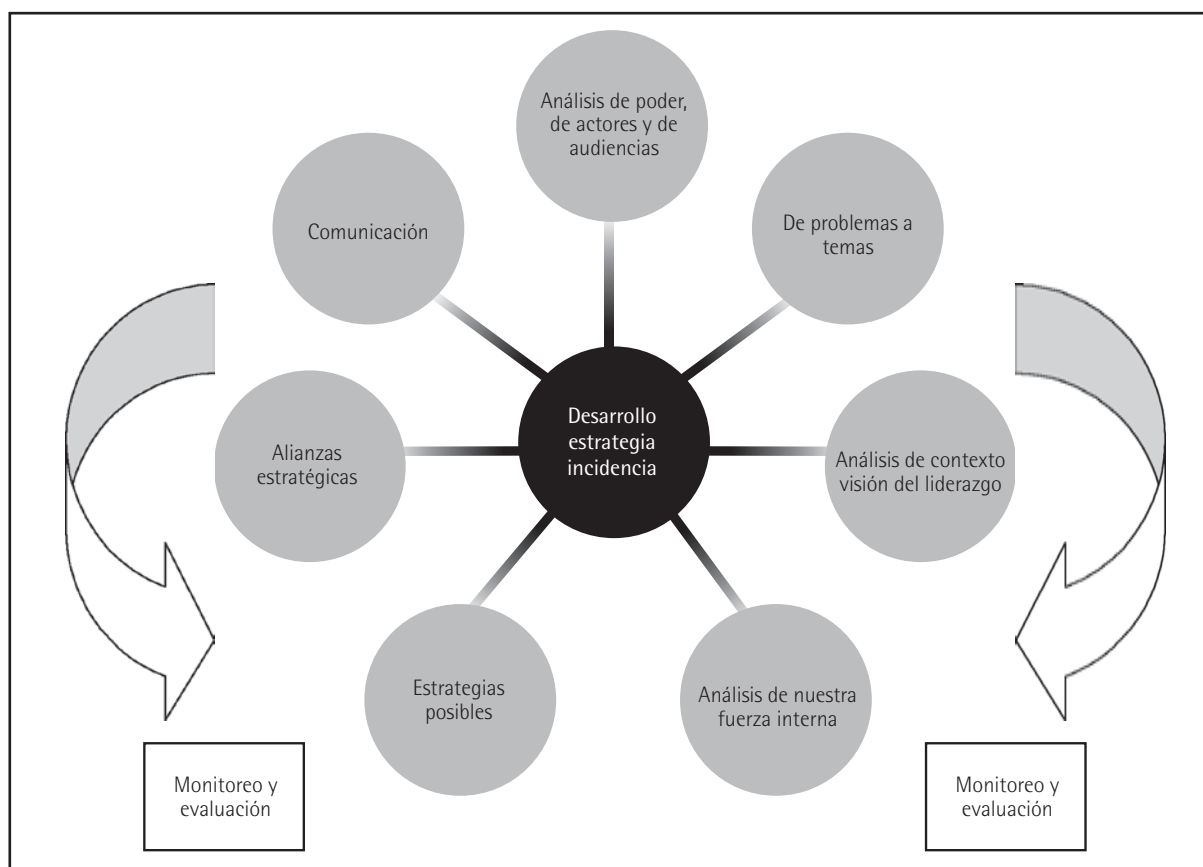 Análisis de poder,
de actores y de
audiencias
Comunicación
De problemas a
temas
Desarrollo
estrategia
incidencia
Alianzas
estratégicas
Análisis de contexto
visión del liderazgo
Estrategias
posibles
Análisis de nuestra
fuerza interna
Monitoreo y
evaluación
Monitoreo y
evaluación